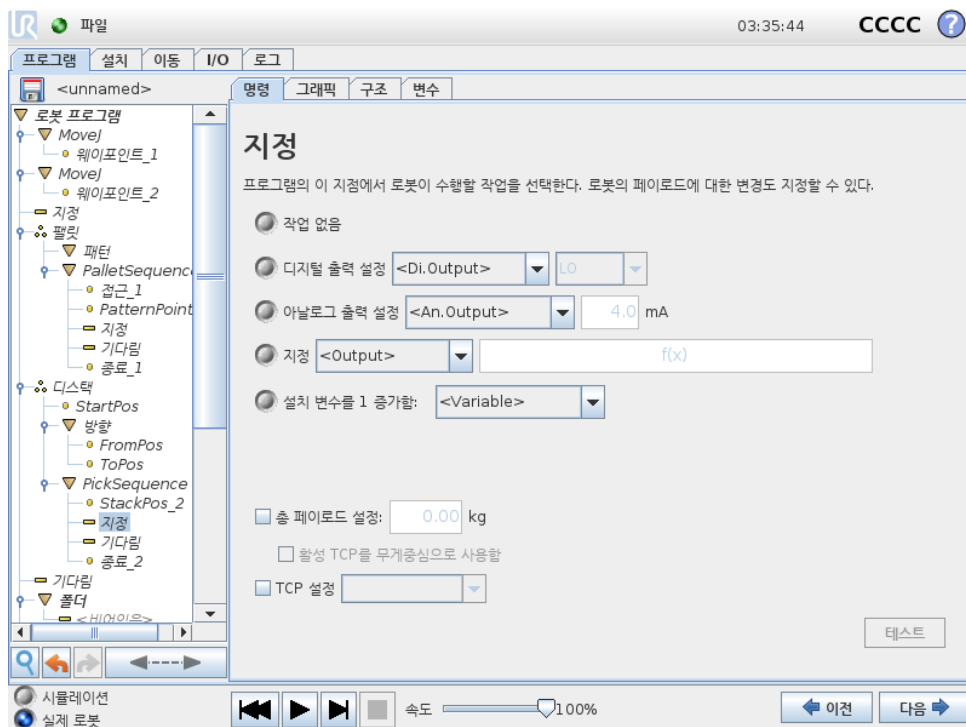 UR 파일 03:35:44 CCCC ?
프로그램 설치 이동 I/O 로그
<unnamed>
명령 그래픽 구조 변수
로봇 프로그램
MoveJ
웨이포인트_1
MoveJ
웨이포인트_2
지정
팔릿
패턴
PalletSequenc
접근_1
PatternPoint
지정
기다림
종료_1
디스택
StartPos
방향
FromPos
ToPos
PickSequence
StackPos_2
지정
기다림
종료_2
기다림
폴더
<비어있음>
지정
프로그램의 이 지점에서 로봇이 수행할 작업을 선택한다. 로봇의 페이로드에 대한 변경도 지정할 수 있다.
작업 없음
디지털 출력 설정 <Di.Output> LO
아날로그 출력 설정 <An.Output> 4.0 mA
지정 <Output> f(x)
설치 변수를 1 증가함: <Variable>
총 페이로드 설정: 0.00 kg
활성 TCP를 무게중심으로 사용함
TCP 설정
테스트
시뮬레이션
실제 로봇
속도 100%
이전 다음